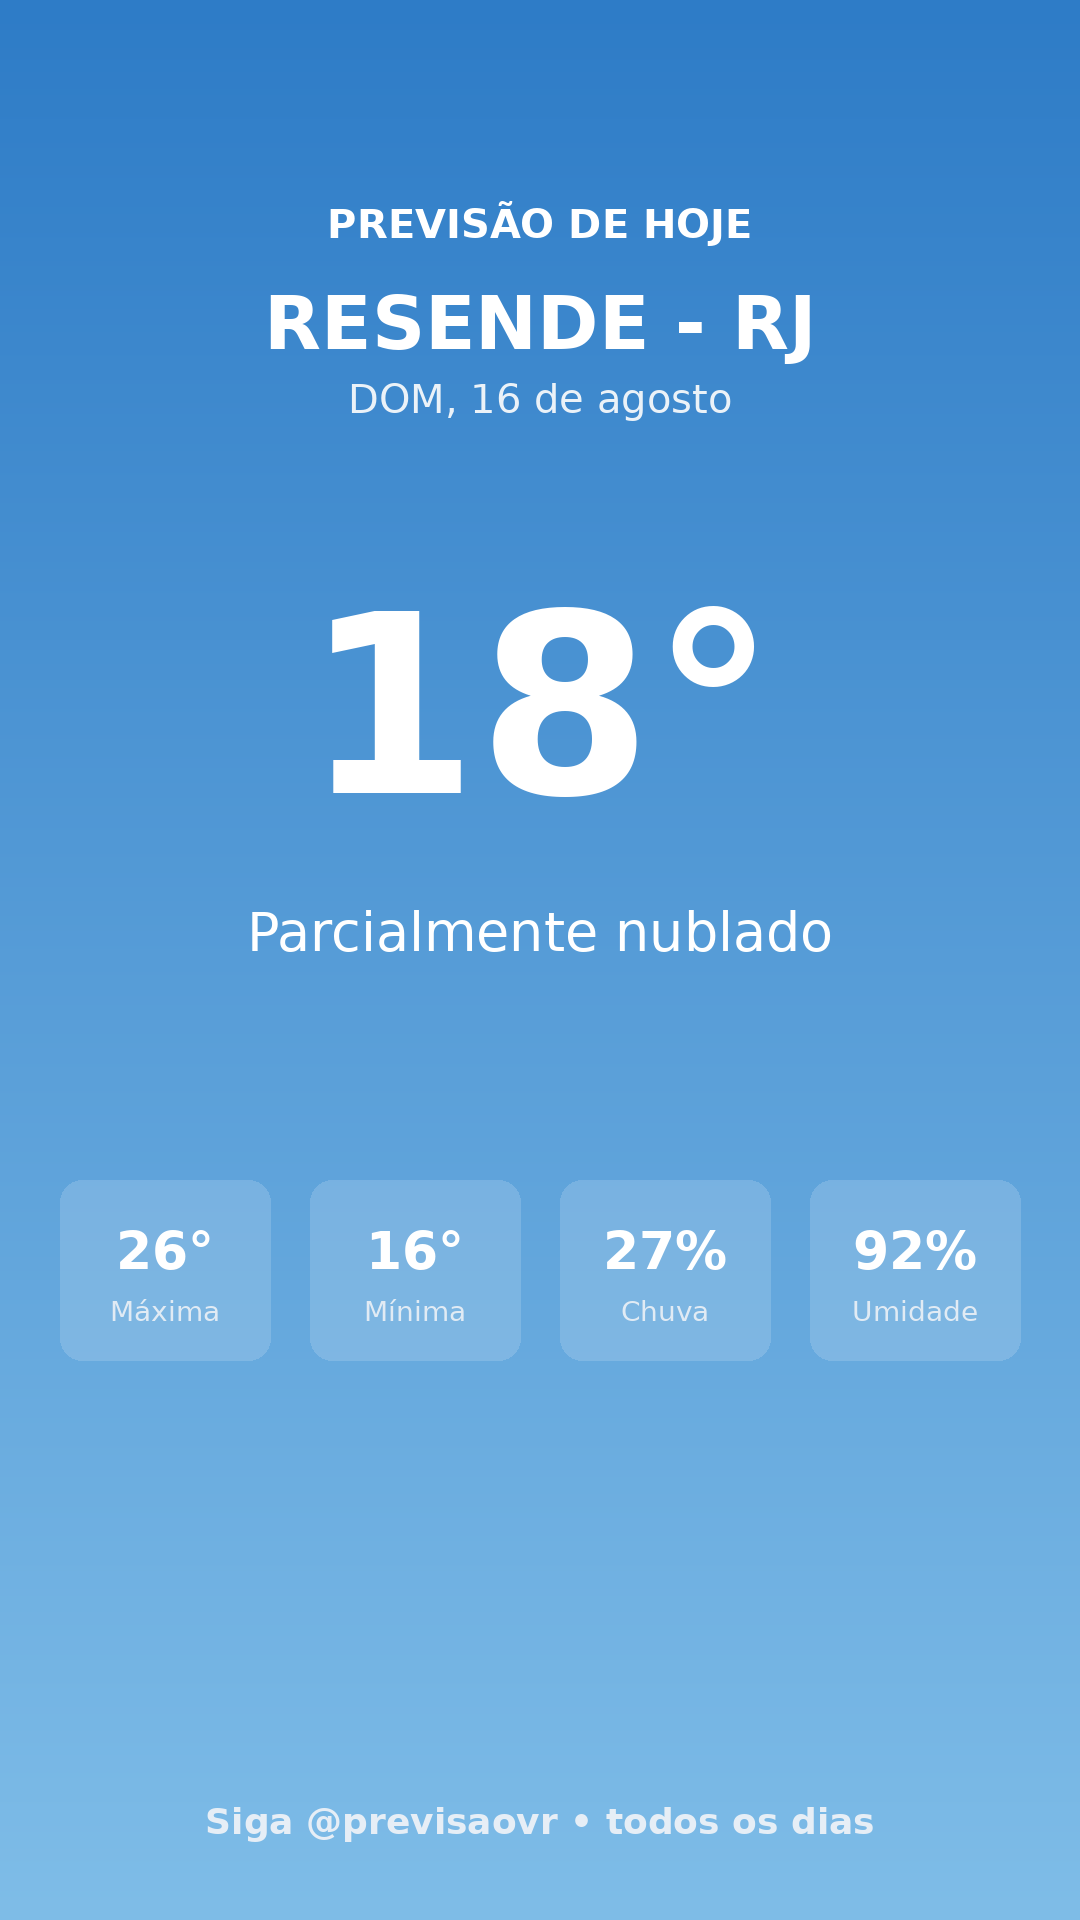 PREVISÃO DE HOJE
RESENDE - RJ
DOM, 16 de agosto
18°
Parcialmente nublado
26° 16° 27% 92%
Máxima Mínima Chuva Umidade
Siga @previsaovr • todos os dias